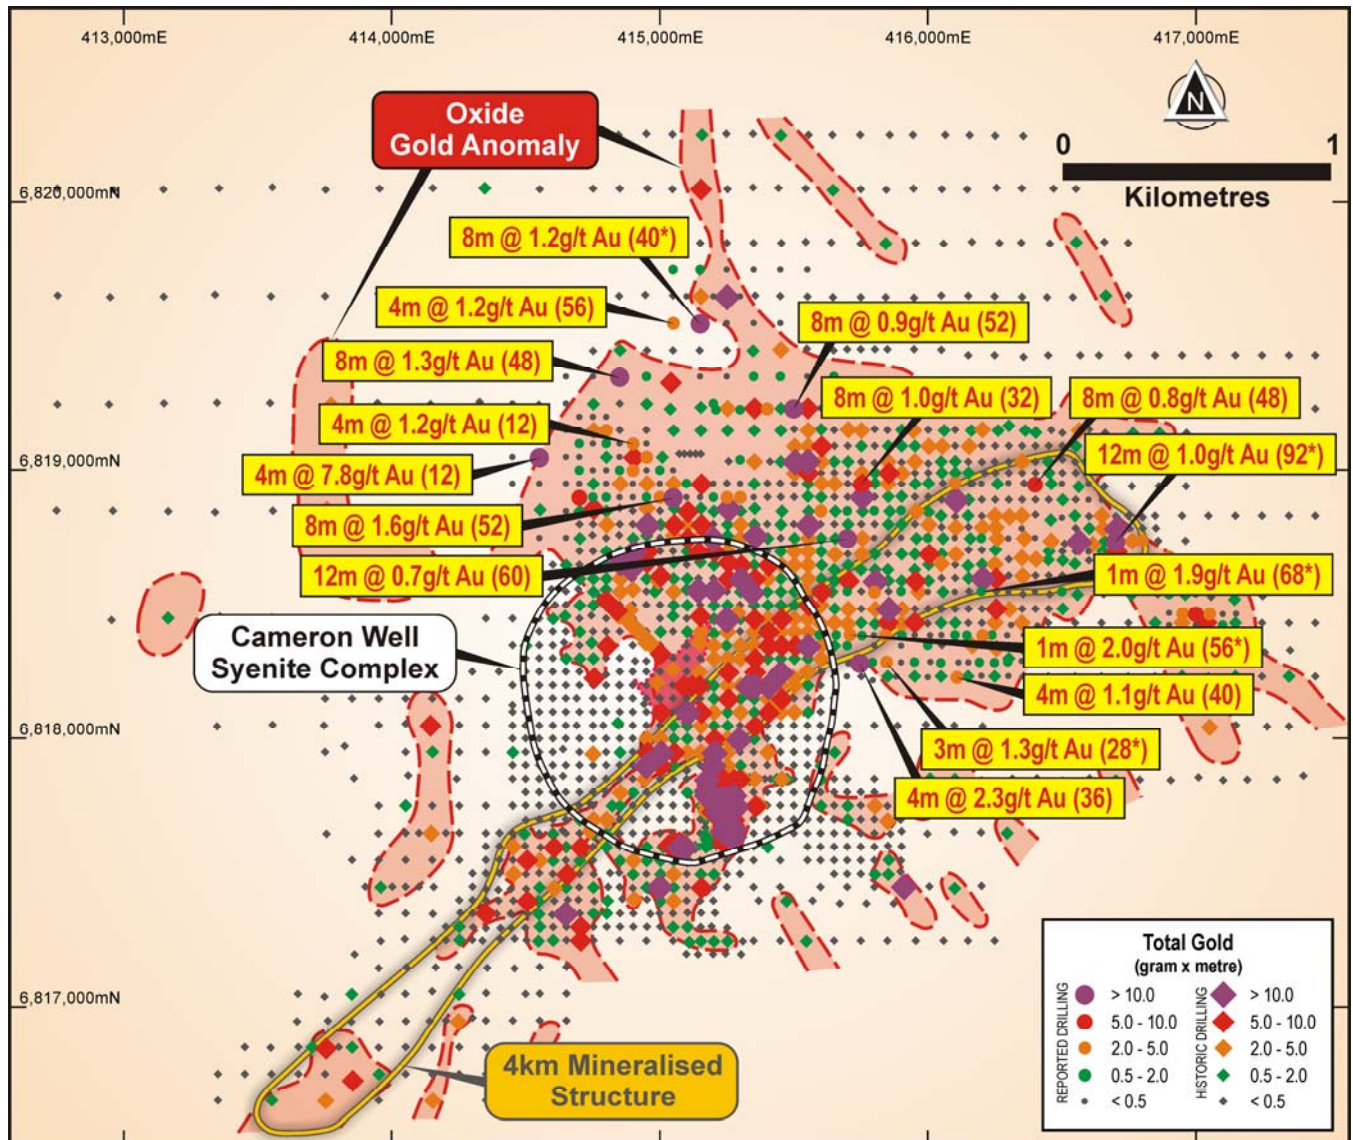 413,000mE
414,000mE
415,000mE
416,000mE
417,000mE
Oxide
Gold Anomaly
N
0
1
Kilometres
6,820,000mN
8m @ 1.2g/t Au (40*)
4m @ 1.2g/t Au (56)
8m @ 0.9g/t Au (52)
8m @ 1.3g/t Au (48)
8m @ 1.0g/t Au (32)
8m @ 0.8g/t Au (48)
4m @ 1.2g/t Au (12)
12m @ 1.0g/t Au (92*)
6,819,000mN
4m @ 7.8g/t Au (12)
8m @ 1.6g/t Au (52)
12m @ 0.7g/t Au (60)
1m @ 1.9g/t Au (68*)
Cameron Well
Syenite Complex
1m @ 2.0g/t Au (56*)
4m @ 1.1g/t Au (40)
6,818,000mN
3m @ 1.3g/t Au (28*)
4m @ 2.3g/t Au (36)
6,817,000mN
4km Mineralised
Structure
Total Gold
(gram x metre)
REPORTED DRILLING
> 10.0
5.0 - 10.0
2.0 - 5.0
0.5 - 2.0
< 0.5
HISTORIC DRILLING
> 10.0
5.0 - 10.0
2.0 - 5.0
0.5 - 2.0
< 0.5